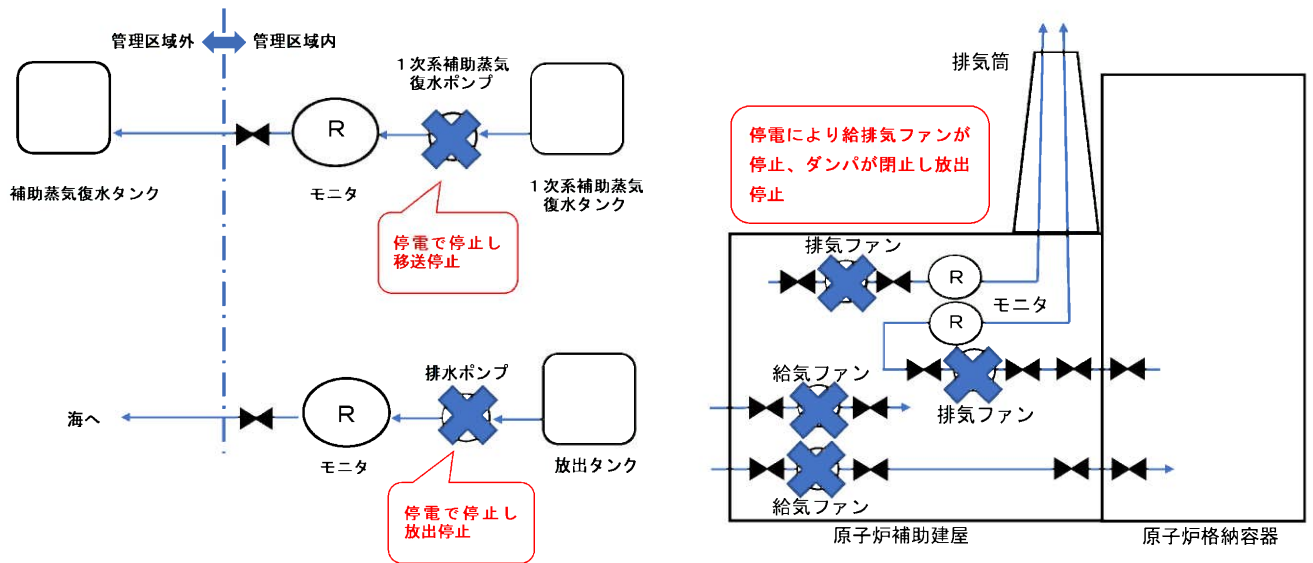 管理区域外
管理区域内
1次系補助蒸気
復水ポンプ
R
補助蒸気復水タンク
モニタ
1次系補助蒸気
復水タンク
停電で停止し
移送停止
排水ポンプ
R
海へ
モニタ
放出タンク
停電で停止し
放出停止
排気筒
停電により給排気ファンが
停止、ダンパが閉止し放出
停止
排気ファン
R
モニタ
R
給気ファン
排気ファン
給気ファン
原子炉補助建屋
原子炉格納容器